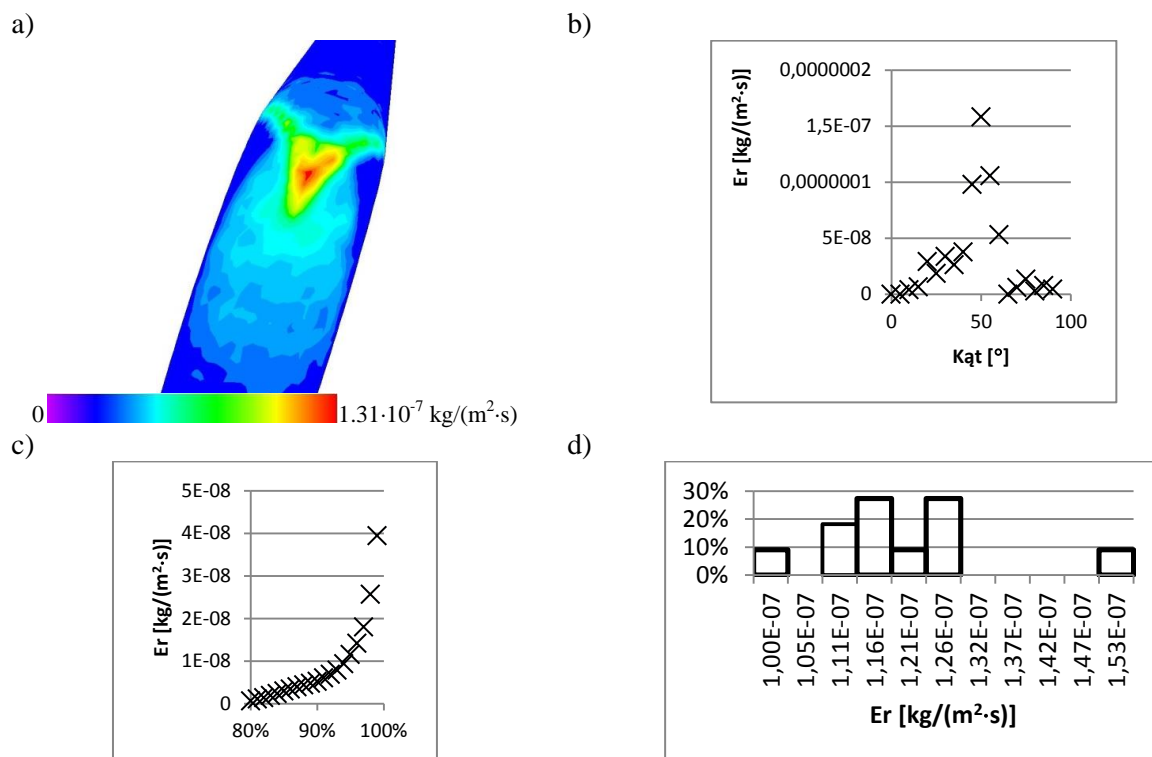 a)
0
1.31·10⁻⁷ kg/(m²·s)
b)
Er [kg/(m²·s)]
0,0000002
1,5E-07
0,0000001
5E-08
0
0 50 100
Kąt [°]
c)
Er [kg/(m²·s)]
5E-08
4E-08
3E-08
2E-08
1E-08
0
80% 90% 100%
d)
30%
20%
10%
0%
1,00E-07
1,05E-07
1,11E-07
1,16E-07
1,21E-07
1,26E-07
1,32E-07
1,37E-07
1,42E-07
1,47E-07
1,53E-07
Er [kg/(m²·s)]